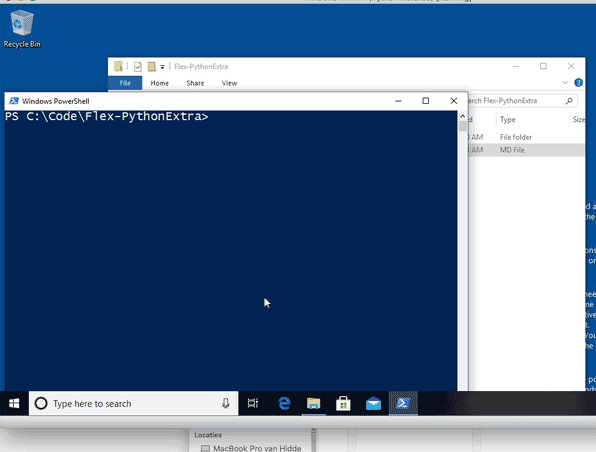 Recycle Bin
Flex-PythonExtra
File Home Share View
Windows PowerShell
PS C:\Code\Flex-PythonExtra>
arch Flex-PythonExtra
Type
Size
AM File folder
AM MD File
Type here to search
Locaties
MacBook Pro van Hidde